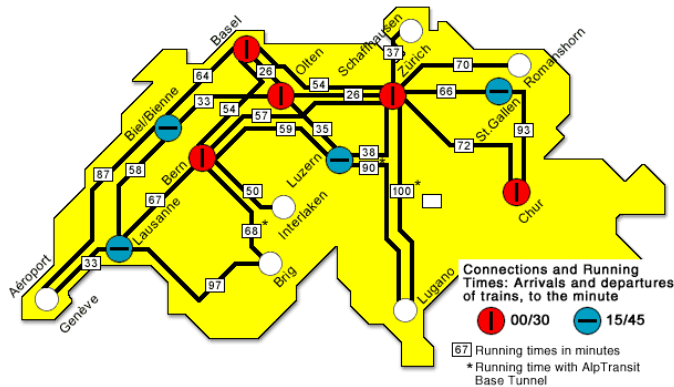 Basel
Olten
Schaffhausen
Zürich
Romanshorn
37
64
26
54
70
33
54
26
66
St.Gallen
Biel/Bienne
57
59
35
93
72
38
90*
Bern
Luzern
87
58
67
50
100*
Chur
Interlaken
68*
Lausanne
33
97
Brig
Aéroport
Genève
Lugano
Connections and Running
Times: Arrivals and departures
of trains, to the minute
00/30
15/45
67 Running times in minutes
* Running time with AlpTransit
Base Tunnel